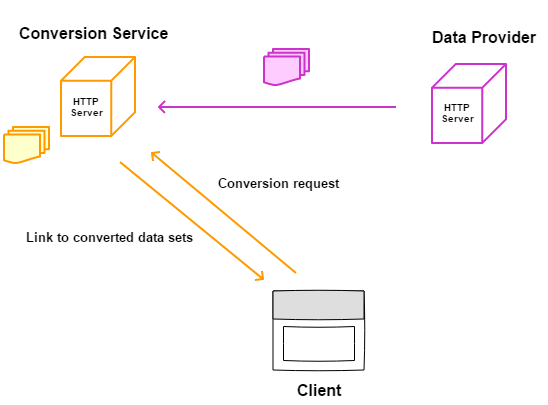 Conversion Service
Data Provider
HTTP
Server
HTTP
Server
Conversion request
Link to converted data sets
Client